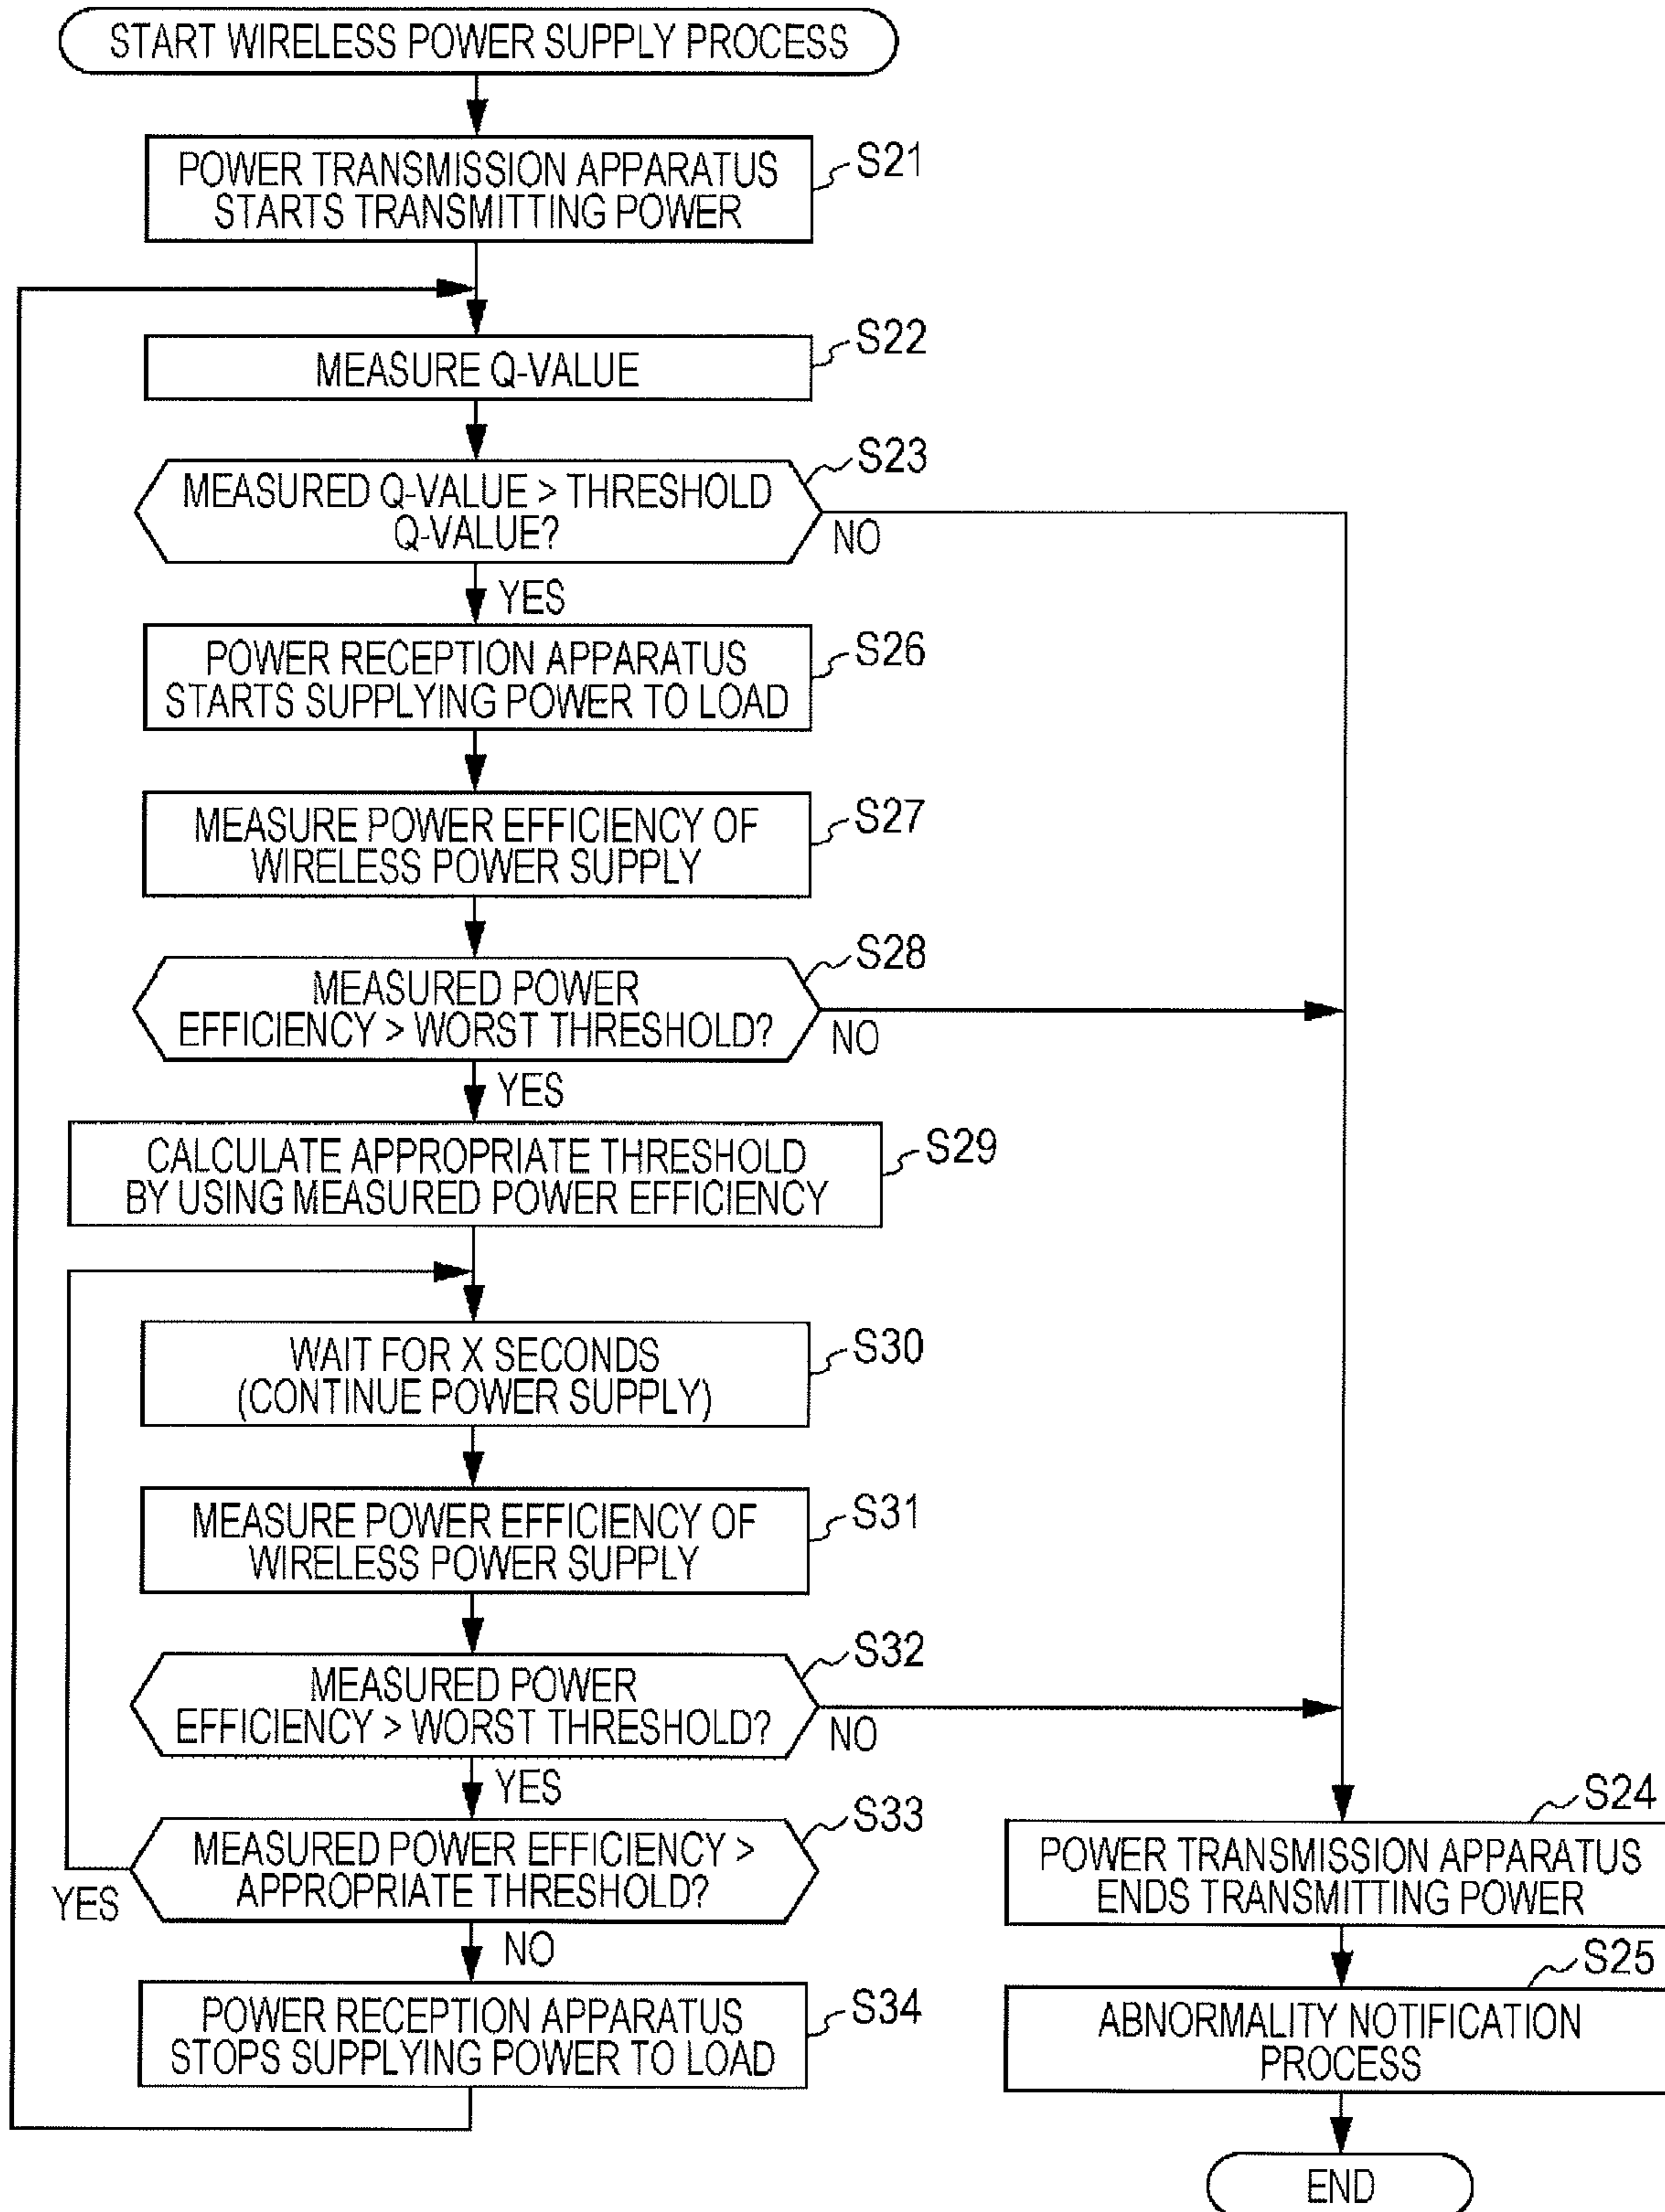 START WIRELESS POWER SUPPLY PROCESS
POWER TRANSMISSION APPARATUS
STARTS TRANSMITTING POWER
S21
MEASURE Q-VALUE
S22
MEASURED Q-VALUE > THRESHOLD
Q-VALUE?
S23
NO
YES
POWER RECEPTION APPARATUS
STARTS SUPPLYING POWER TO LOAD
S26
MEASURE POWER EFFICIENCY OF
WIRELESS POWER SUPPLY
S27
MEASURED POWER
EFFICIENCY > WORST THRESHOLD?
S28
NO
YES
CALCULATE APPROPRIATE THRESHOLD
BY USING MEASURED POWER EFFICIENCY
S29
WAIT FOR X SECONDS
(CONTINUE POWER SUPPLY)
S30
MEASURE POWER EFFICIENCY OF
WIRELESS POWER SUPPLY
S31
MEASURED POWER
EFFICIENCY > WORST THRESHOLD?
S32
NO
YES
MEASURED POWER EFFICIENCY >
APPROPRIATE THRESHOLD?
S33
YES
NO
POWER RECEPTION APPARATUS
STOPS SUPPLYING POWER TO LOAD
S34
S24
POWER TRANSMISSION APPARATUS
ENDS TRANSMITTING POWER
S25
ABNORMALITY NOTIFICATION
PROCESS
END